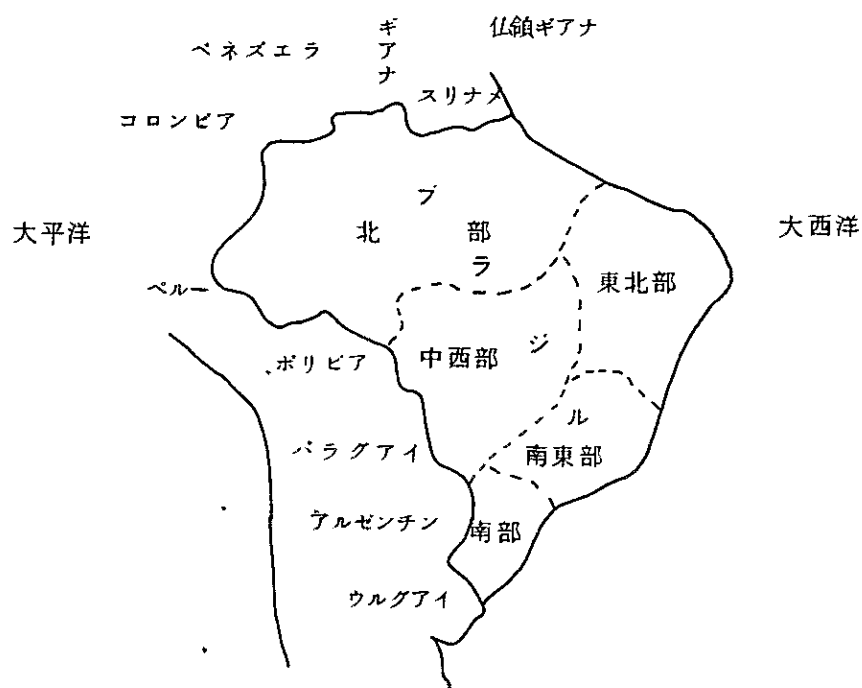 仏領ギアナ
ギアナ
ベネズエラ
スリナメ
コロンビア
ブラジル
大平洋
北部
大西洋
東北部
ペルー
ボリビア
中西部
パラグアイ
南東部
アルゼンチン
南部
ウルグアイ